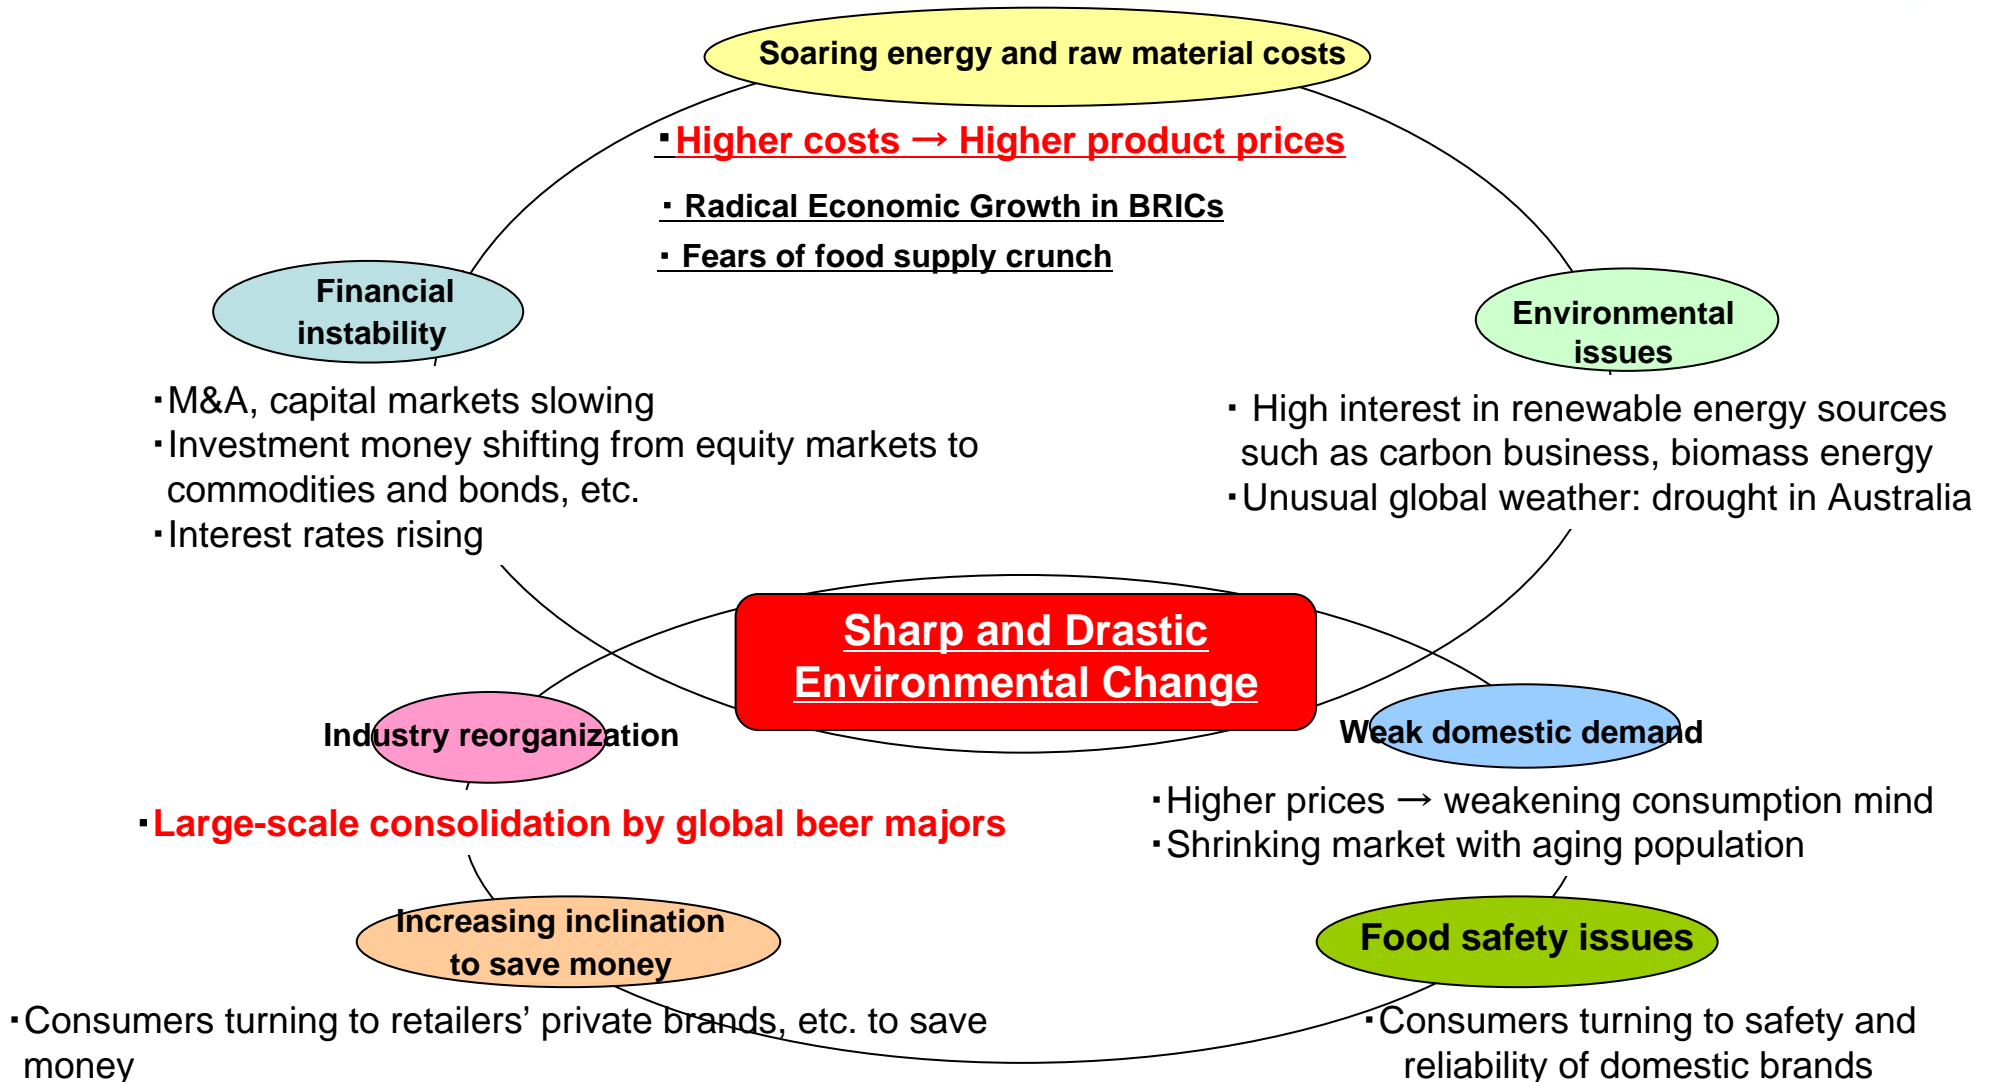 Soaring energy and raw material costs
・Higher costs → Higher product prices
・ Radical Economic Growth in BRICs
・ Fears of food supply crunch
Financial
instability
・M&A, capital markets slowing
・Investment money shifting from equity markets to
commodities and bonds, etc.
・Interest rates rising
Environmental
issues
・ High interest in renewable energy sources
such as carbon business, biomass energy
・Unusual global weather: drought in Australia
Sharp and Drastic
Environmental Change
Industry reorganization
・Large-scale consolidation by global beer majors
Weak domestic demand
・Higher prices → weakening consumption mind
・Shrinking market with aging population
Increasing inclination
to save money
・Consumers turning to retailers’ private brands, etc. to save
money
Food safety issues
・Consumers turning to safety and
reliability of domestic brands